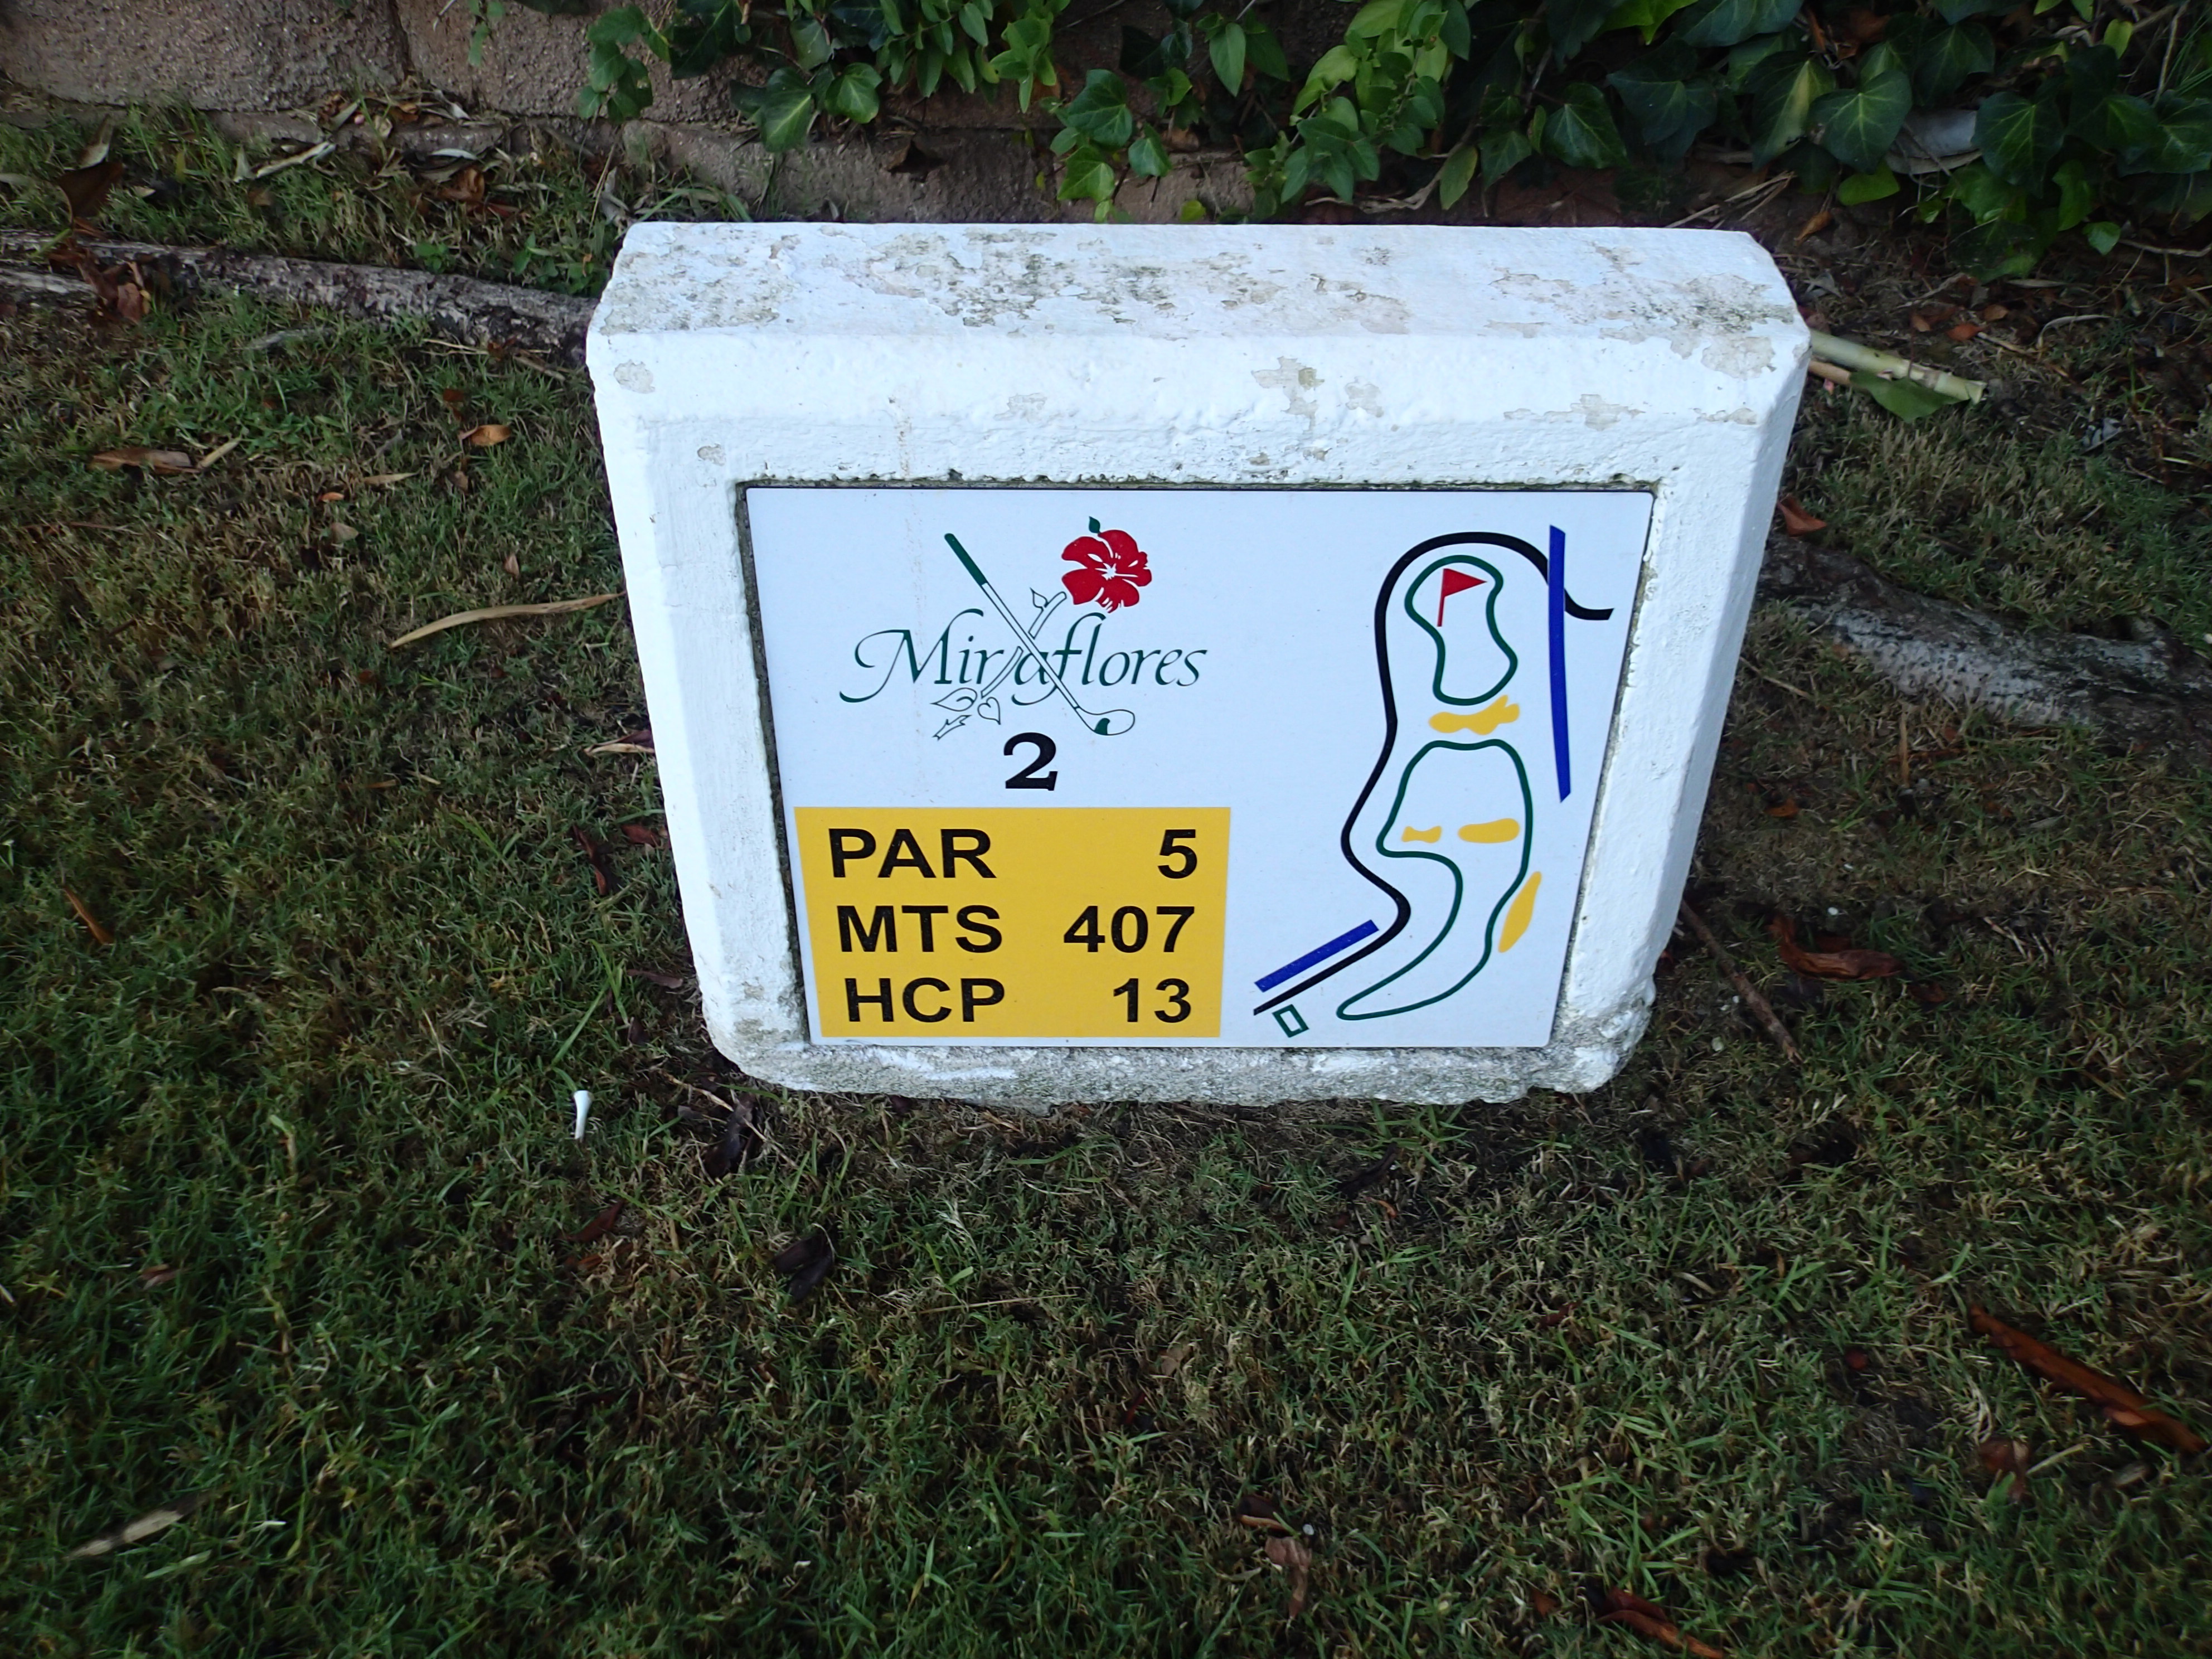 Miraflores
2
PAR 5
MTS 407
HCP 13